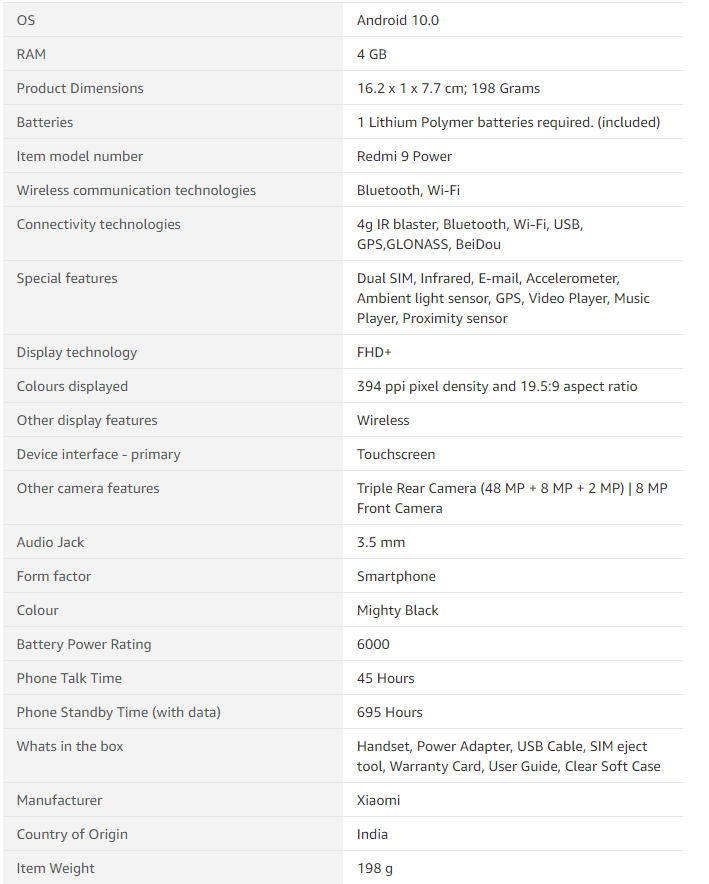 OS Android 10.0
RAM 4 GB
Product Dimensions 16.2 x 1 x 7.7 cm; 198 Grams
Batteries 1 Lithium Polymer batteries required. (included)
Item model number Redmi 9 Power
Wireless communication technologies Bluetooth, Wi-Fi
Connectivity technologies 4g IR blaster, Bluetooth, Wi-Fi, USB,
GPS,GLONASS, BeiDou
Special features Dual SIM, Infrared, E-mail, Accelerometer,
Ambient light sensor, GPS, Video Player, Music
Player, Proximity sensor
Display technology FHD+
Colours displayed 394 ppi pixel density and 19.5:9 aspect ratio
Other display features Wireless
Device interface - primary Touchscreen
Other camera features Triple Rear Camera (48 MP + 8 MP + 2 MP) | 8 MP
Front Camera
Audio Jack 3.5 mm
Form factor Smartphone
Colour Mighty Black
Battery Power Rating 6000
Phone Talk Time 45 Hours
Phone Standby Time (with data) 695 Hours
Whats in the box Handset, Power Adapter, USB Cable, SIM eject
tool, Warranty Card, User Guide, Clear Soft Case
Manufacturer Xiaomi
Country of Origin India
Item Weight 198 g